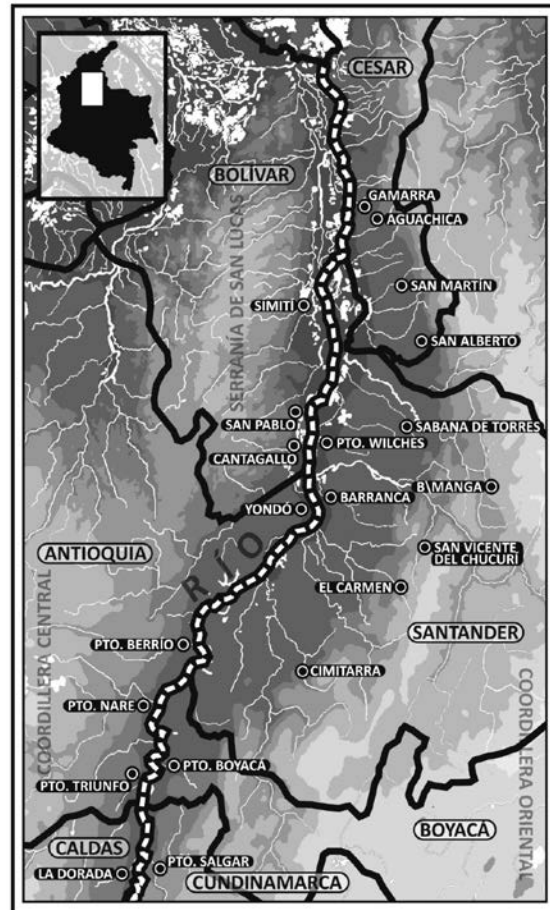 CESAR
BOLÍVAR
GAMARRA
AGUACHICA
SERRANÍA DE SAN LUCAS
SAN MARTÍN
SIMITÍ
SAN ALBERTO
SAN PABLO
SABANA DE TORRES
PTO. WILCHES
CANTAGALLO
B/MANGA
BARRANCA
YONDÓ
RÍO
ANTIOQUIA
SAN VICENTE
DEL CHUCURÍ
EL CARMEN
SANTANDER
PTO. BERRÍO
CIMITARRA
COORDILLERA CENTRAL
COORDILLERA ORIENTAL
PTO. NARE
PTO. BOYACÁ
PTO. TRIUNFO
BOYACÁ
CALDAS
PTO. SALGAR
LA DORADA
CUNDINAMARCA